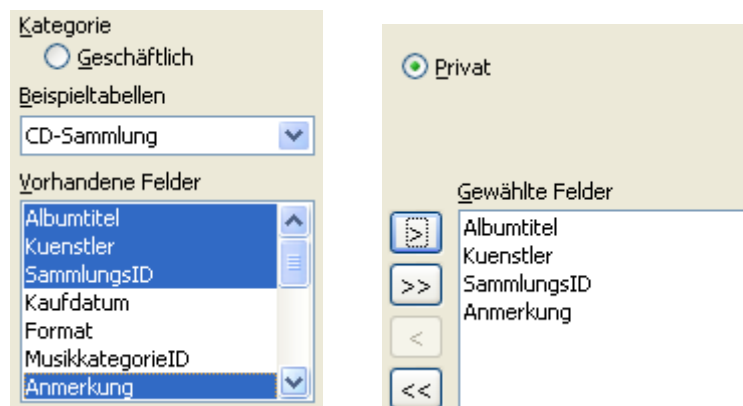 Kategorie
Geschäftlich
Beispieltabellen
CD-Sammlung
Vorhandene Felder
Albumtitel
Kuenstler
SammlungsID
Kaufdatum
Format
MusikkategorieID
Anmerkung
Privat
Gewählte Felder
>
>>
<
<<
Albumtitel
Kuenstler
SammlungsID
Anmerkung